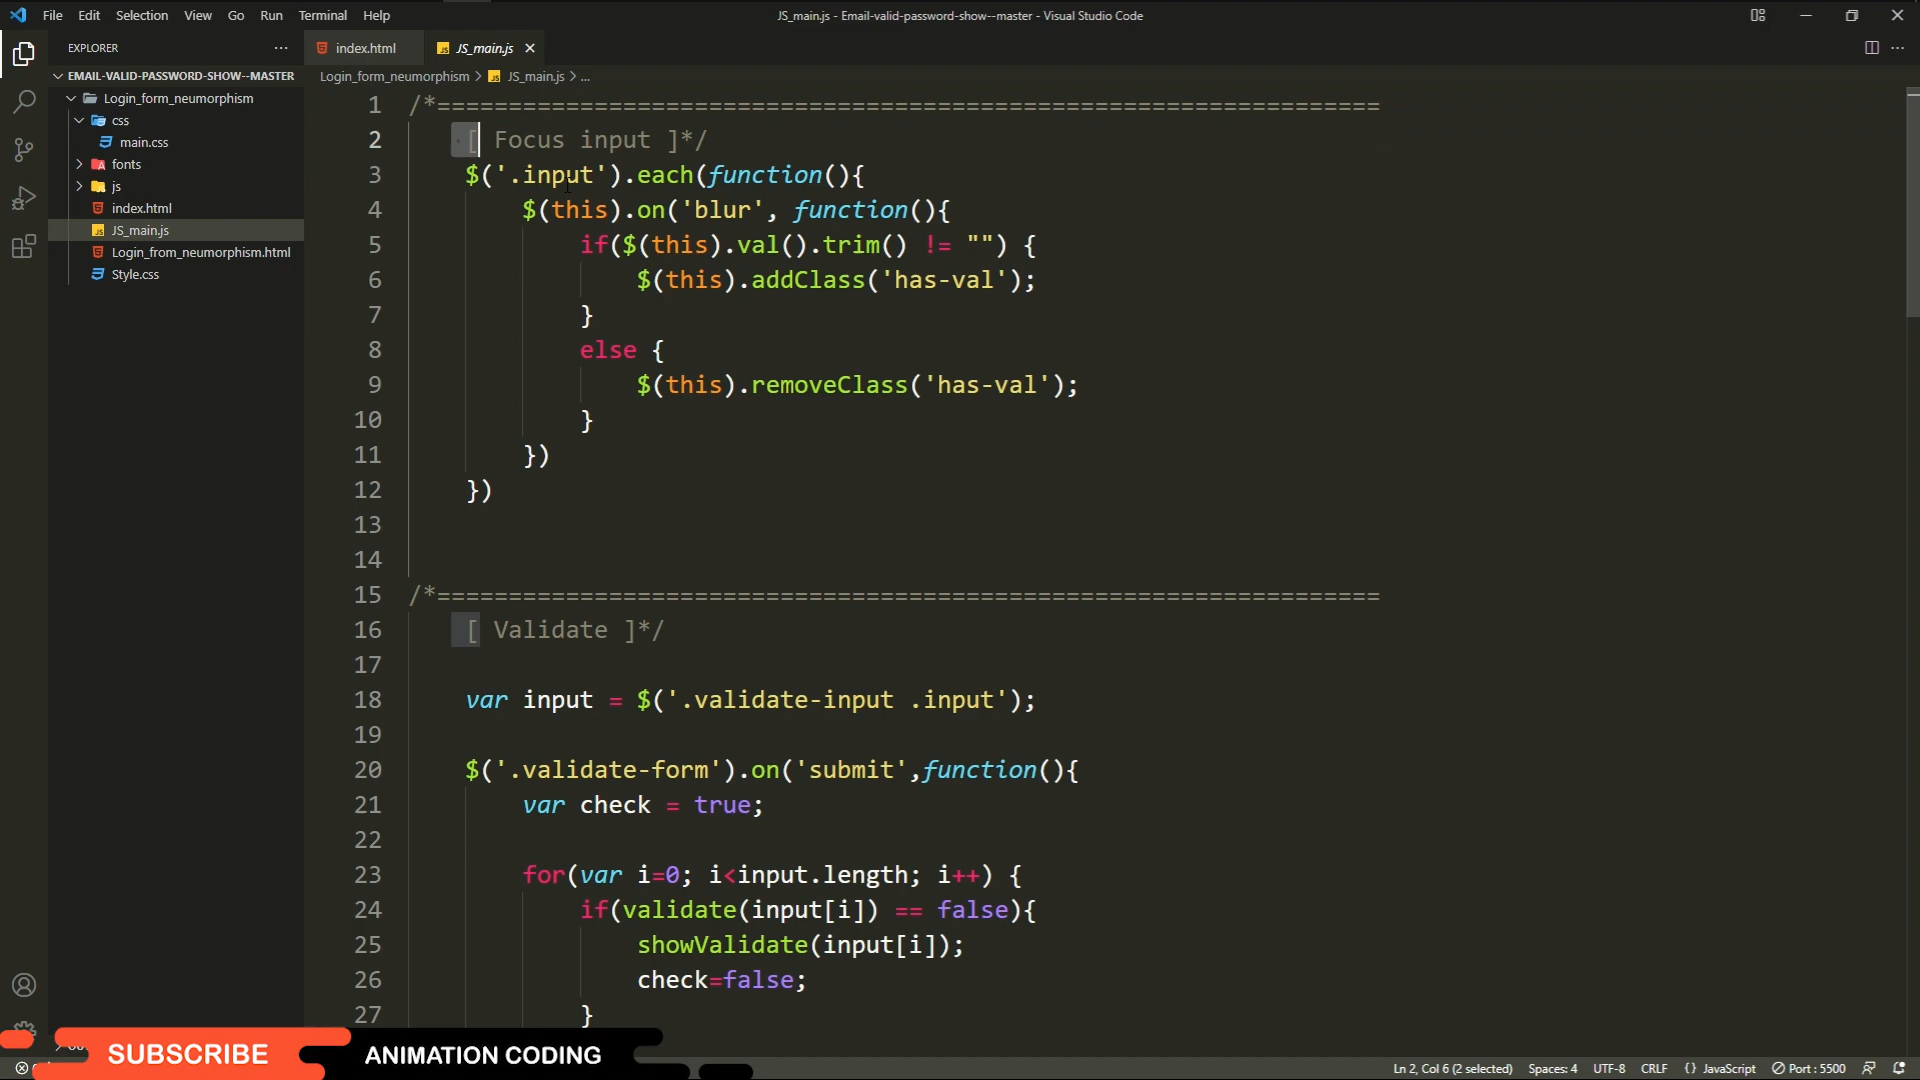 File Edit Selection View Go Run Terminal Help
JS_main.js - Email-valid-password-show--master - Visual Studio Code
EXPLORER
EMAIL-VALID-PASSWORD-SHOW--MASTER
Login_form_neumorphism
css
main.css
fonts
js
index.html
JS_main.js
Login_from_neumorphism.html
Style.css
index.html
JS_main.js
Login_form_neumorphism > JS_main.js > ...
1 /*==================================================================
2 [ Focus input ]*/
3 $('.input').each(function(){
4 $(this).on('blur', function(){
5 if($(this).val().trim() != "") {
6 $(this).addClass('has-val');
7 }
8 else {
9 $(this).removeClass('has-val');
10 }
11 })
12 })
13
14
15 /*==================================================================
16 [ Validate ]*/
17
18 var input = $('.validate-input .input');
19
20 $('.validate-form').on('submit',function(){
21 var check = true;
22
23 for(var i=0; i<input.length; i++) {
24 if(validate(input[i]) == false){
25 showValidate(input[i]);
26 check=false;
27 }
SUBSCRIBE
ANIMATION CODING
Ln 2, Col 6 (2 selected) Spaces: 4 UTF-8 CRLF {} JavaScript Port : 5500